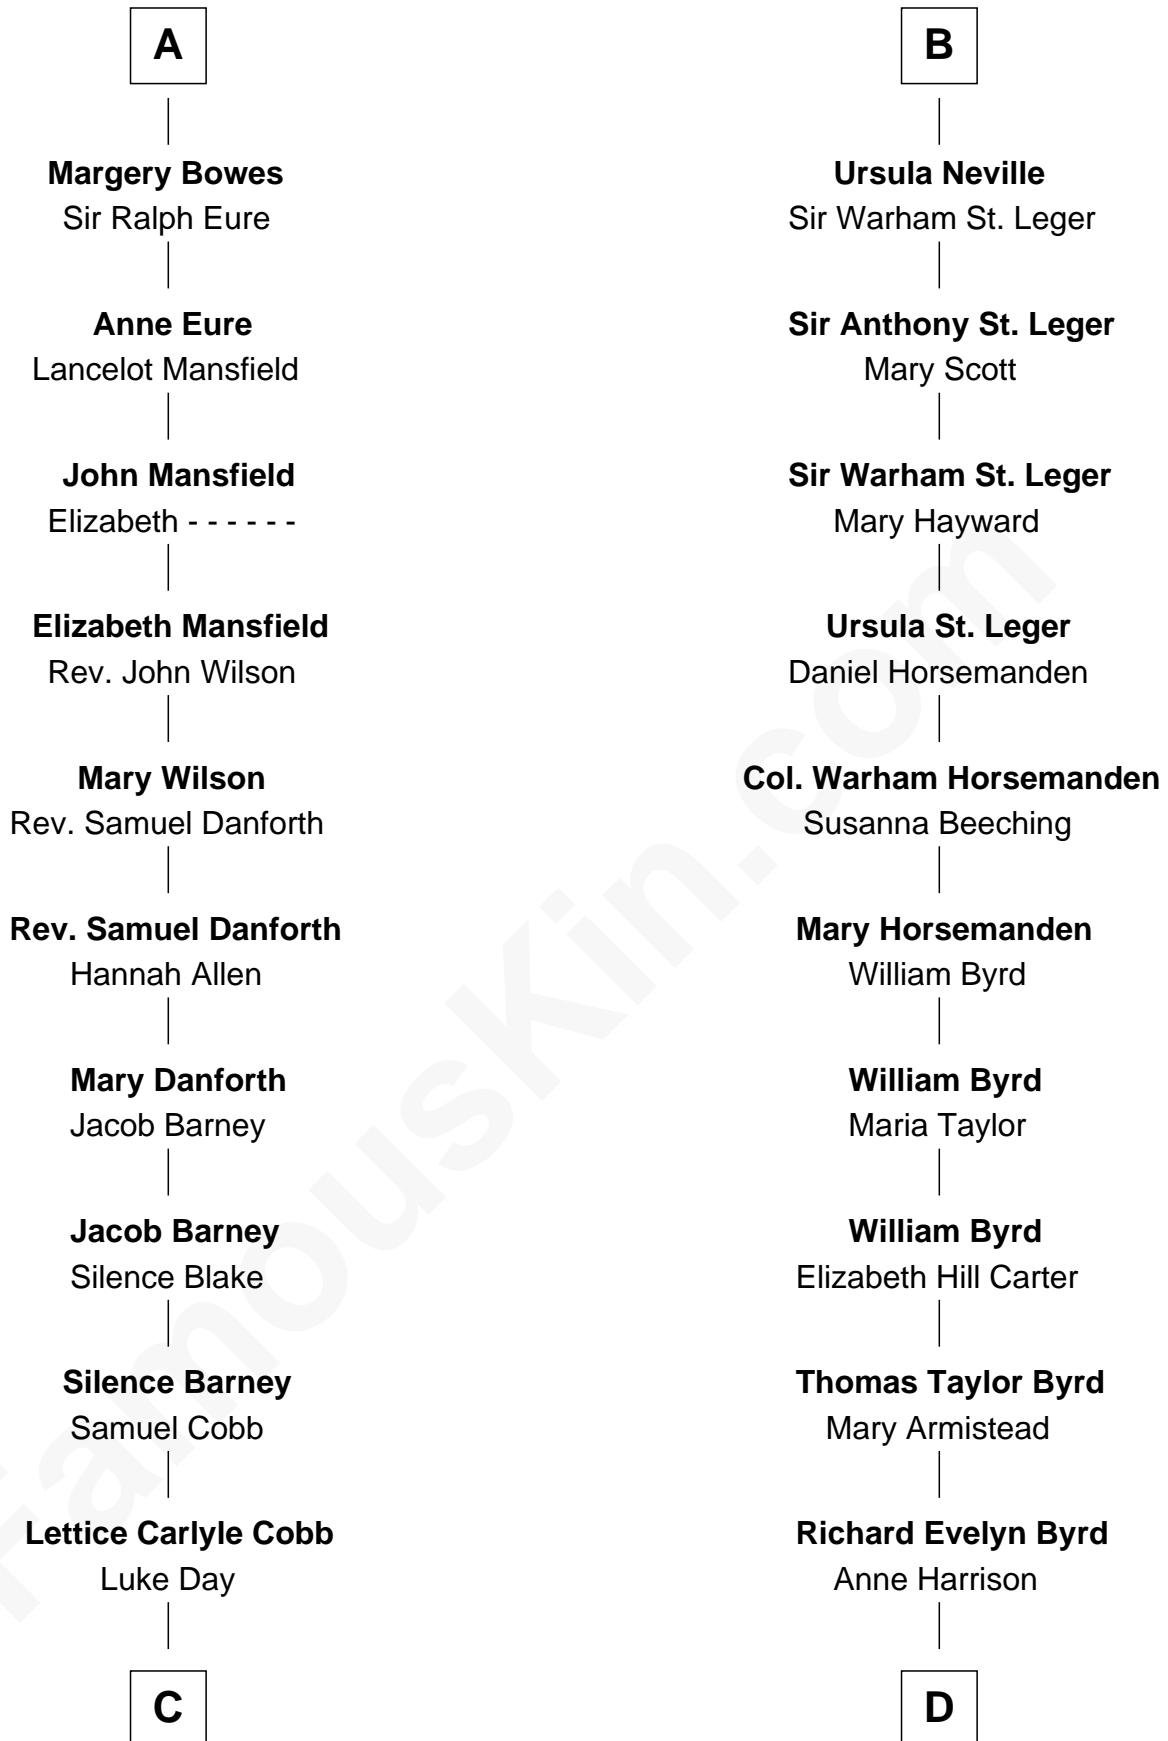 A
Margery Bowes
Sir Ralph Eure
Anne Eure
Lancelot Mansfield
John Mansfield
Elizabeth - - - - - -
Elizabeth Mansfield
Rev. John Wilson
Mary Wilson
Rev. Samuel Danforth
Rev. Samuel Danforth
Hannah Allen
Mary Danforth
Jacob Barney
Jacob Barney
Silence Blake
Silence Barney
Samuel Cobb
Lettice Carlyle Cobb
Luke Day
C
B
Ursula Neville
Sir Warham St. Leger
Sir Anthony St. Leger
Mary Scott
Sir Warham St. Leger
Mary Hayward
Ursula St. Leger
Daniel Horsemanden
Col. Warham Horsemanden
Susanna Beeching
Mary Horsemanden
William Byrd
William Byrd
Maria Taylor
William Byrd
Elizabeth Hill Carter
Thomas Taylor Byrd
Mary Armistead
Richard Evelyn Byrd
Anne Harrison
D
FamousKin.com